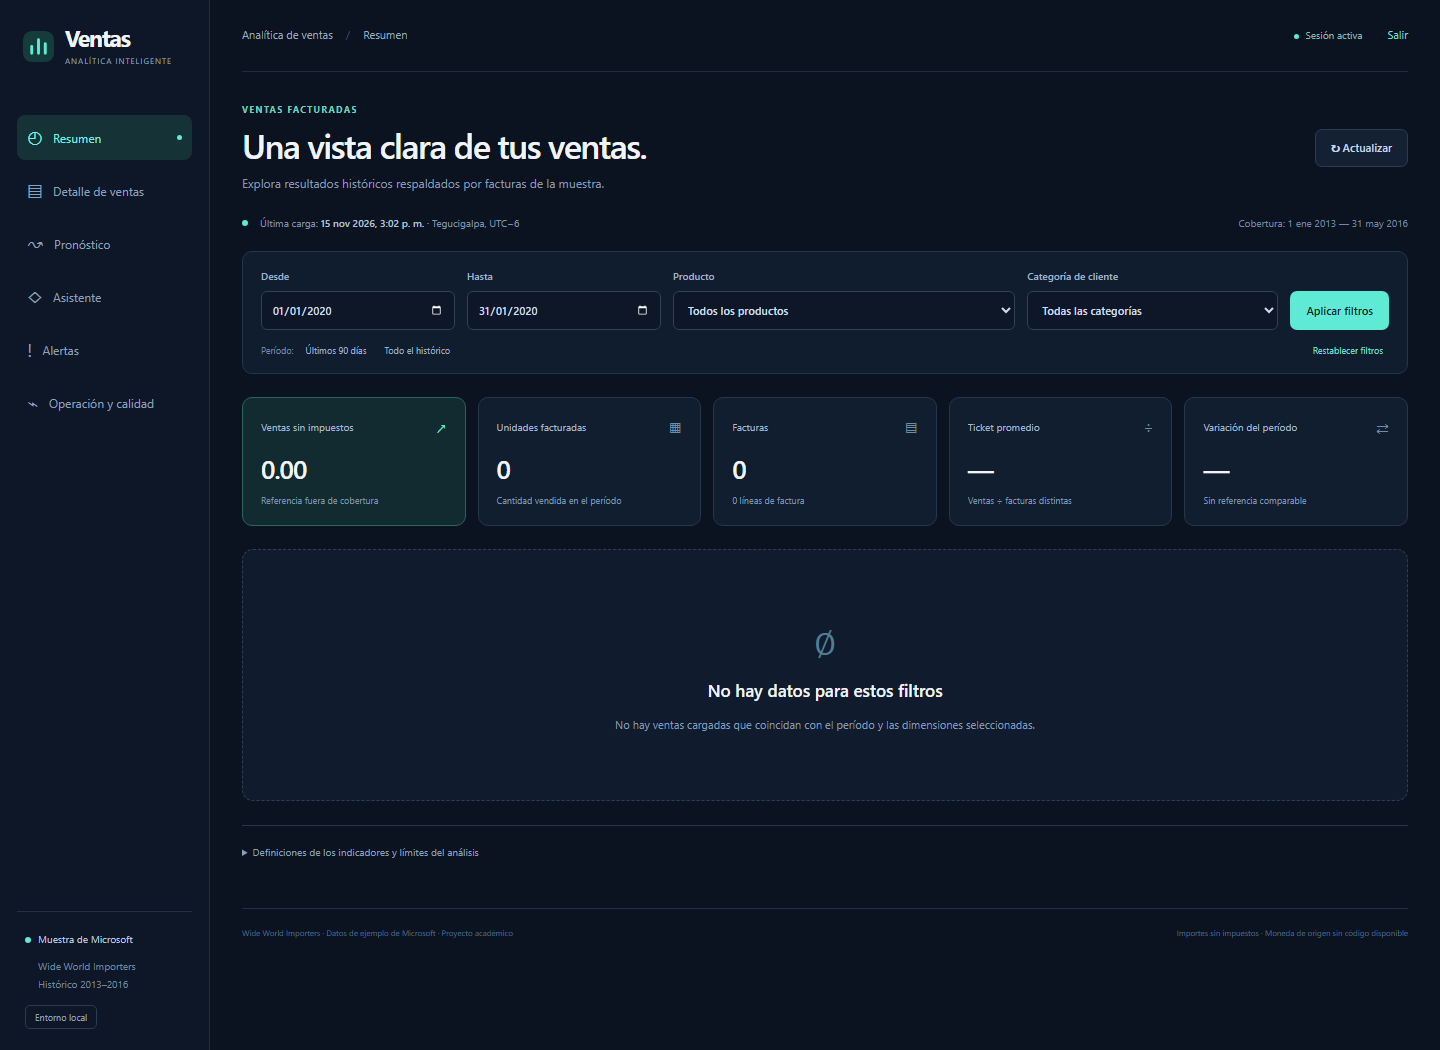 Ventas
ANALÍTICA INTELIGENTE
Resumen
Detalle de ventas
Pronóstico
Asistente
! Alertas
Operación y calidad
Muestra de Microsoft
Wide World Importers
Histórico 2013–2016
Entorno local
Analítica de ventas / Resumen
Sesión activa
Salir
VENTAS FACTURADAS
Una vista clara de tus ventas.
Explora resultados históricos respaldados por facturas de la muestra.
↻ Actualizar
Última carga: 15 nov 2026, 3:02 p. m. · Tegucigalpa, UTC−6
Cobertura: 1 ene 2013 — 31 may 2016
Desde
Hasta
Producto
Categoría de cliente
01/01/2020
31/01/2020
Todos los productos
Todas las categorías
Aplicar filtros
Período: Últimos 90 días Todo el histórico
Restablecer filtros
Ventas sin impuestos ↗
0.00
Referencia fuera de cobertura
Unidades facturadas ▦
0
Cantidad vendida en el período
Facturas ▤
0
0 líneas de factura
Ticket promedio ÷
—
Ventas ÷ facturas distintas
Variación del período ⇄
—
Sin referencia comparable
Ø
No hay datos para estos filtros
No hay ventas cargadas que coincidan con el período y las dimensiones seleccionadas.
Definiciones de los indicadores y límites del análisis
Wide World Importers · Datos de ejemplo de Microsoft · Proyecto académico
Importes sin impuestos · Moneda de origen sin código disponible